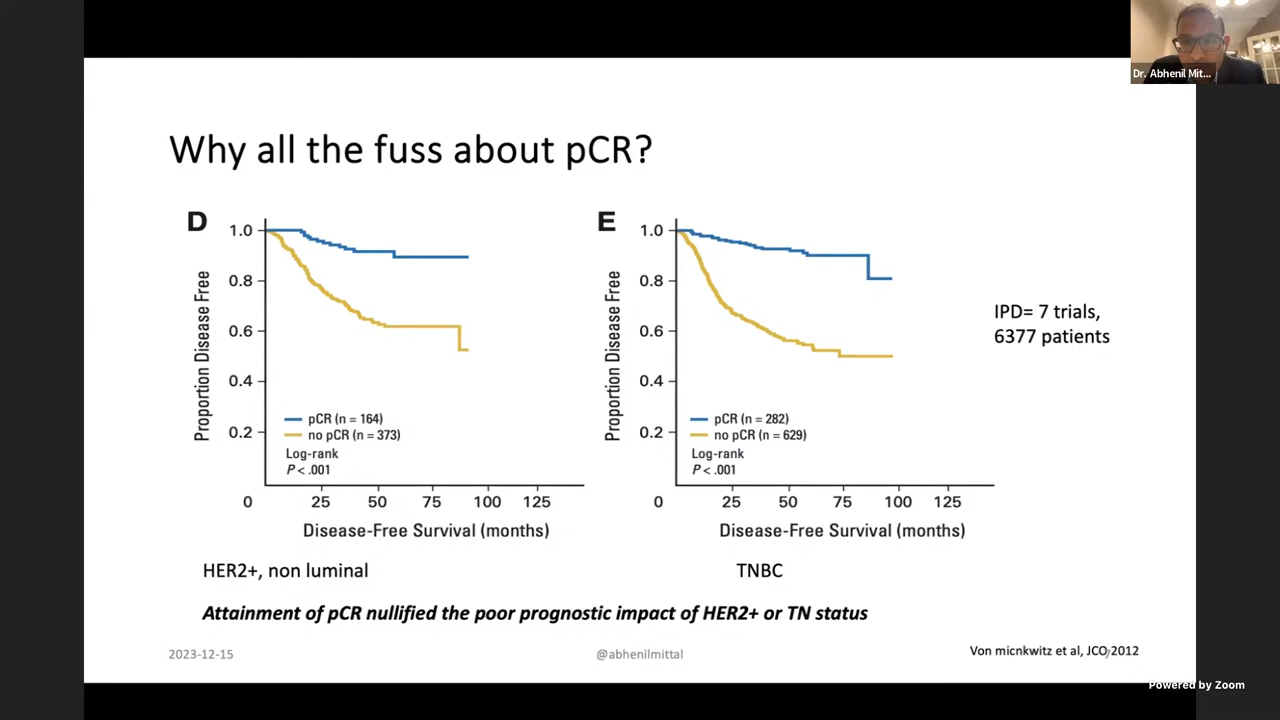 Dr. Abhenil Mit...
Why all the fuss about pCR?
D
1.0
0.8
0.6
0.4
0.2
0
Proportion Disease Free
pCR (n = 164)
no pCR (n = 373)
Log-rank
P < .001
25 50 75 100 125
Disease-Free Survival (months)
E
1.0
0.8
0.6
0.4
0.2
0
Proportion Disease Free
pCR (n = 282)
no pCR (n = 629)
Log-rank
P < .001
25 50 75 100 125
Disease-Free Survival (months)
IPD= 7 trials,
6377 patients
HER2+, non luminal
TNBC
Attainment of pCR nullified the poor prognostic impact of HER2+ or TN status
2023-12-15
@abhenilmittal
Von micnkwitz et al, JCO 2012
Powered by Zoom